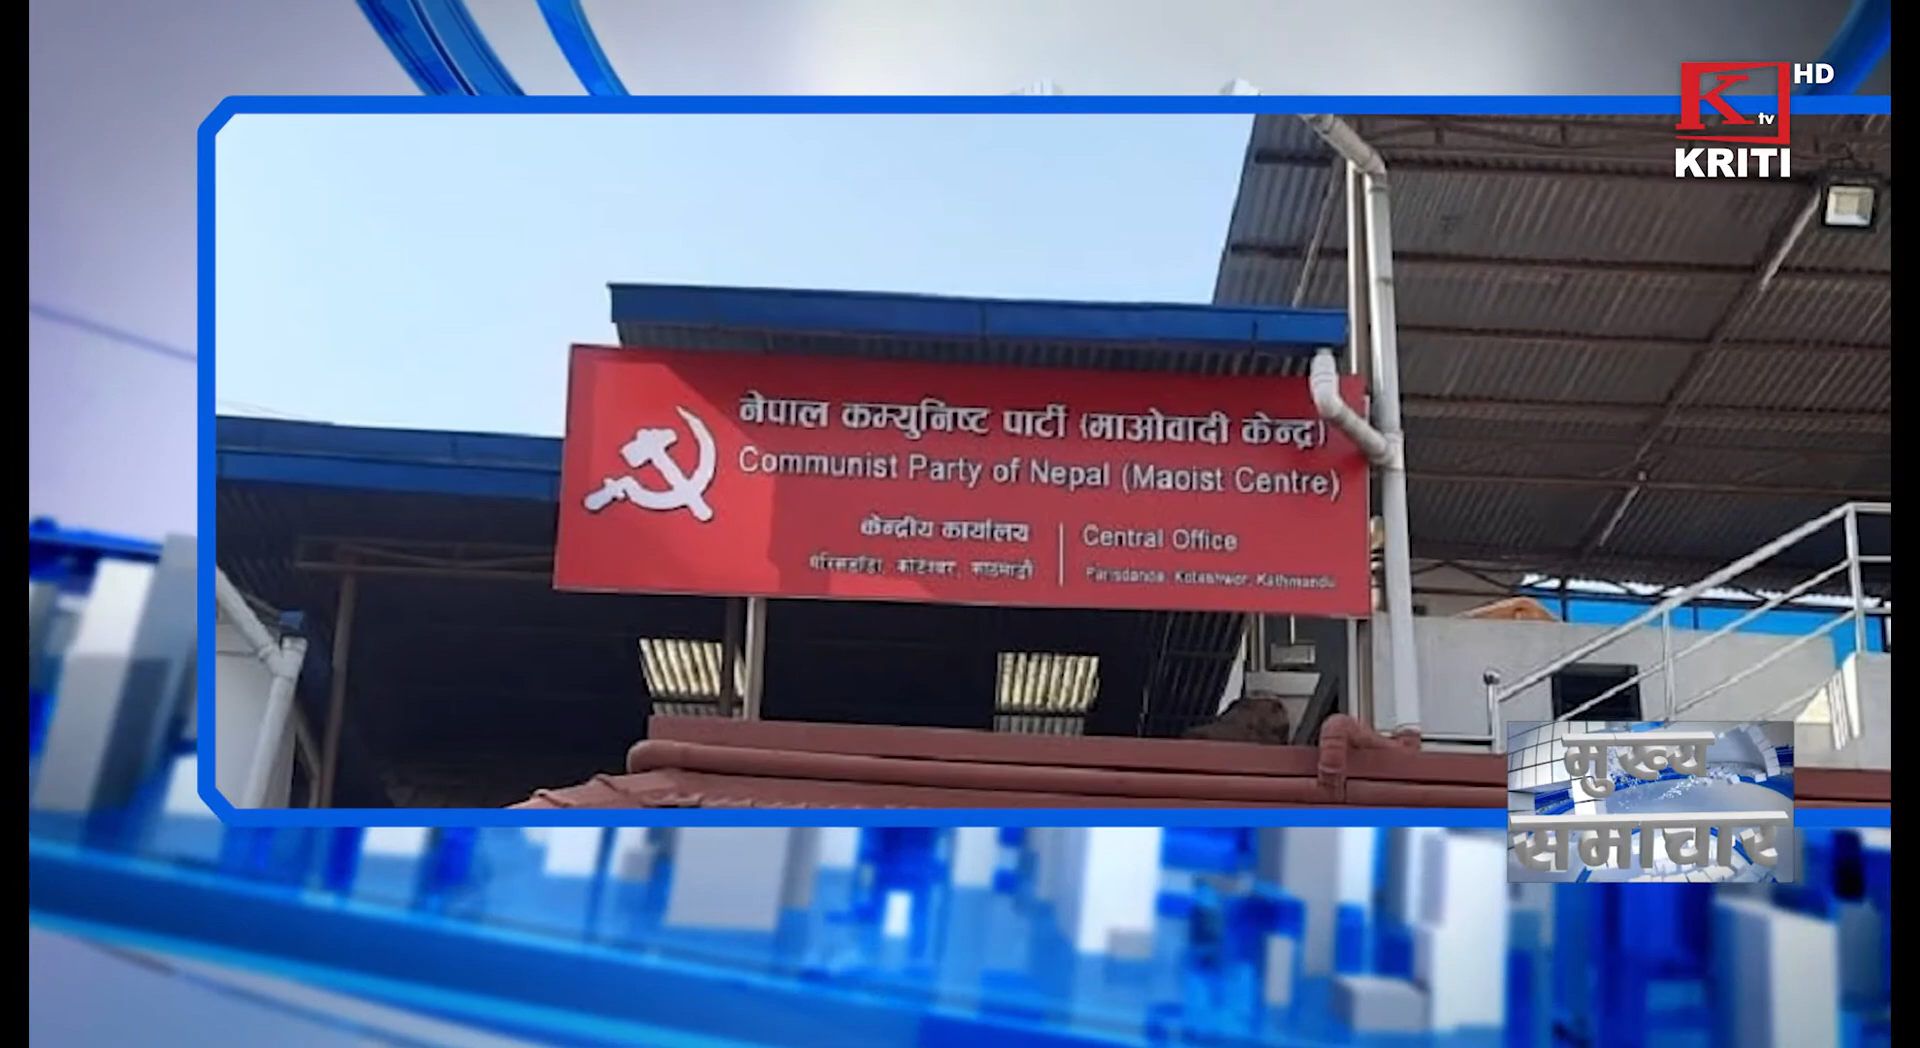 K tv HD
KRITI
नेपाल कम्युनिष्ट पार्टी (माओवादी केन्द्र)
Communist Party of Nepal (Maoist Centre)
केन्द्रीय कार्यालय
पेरिसडाँडा, कोटेश्वर, काठमाडौं
Central Office
Parisdanda, Koteshwor, Kathmandu
मुख्य
समाचार